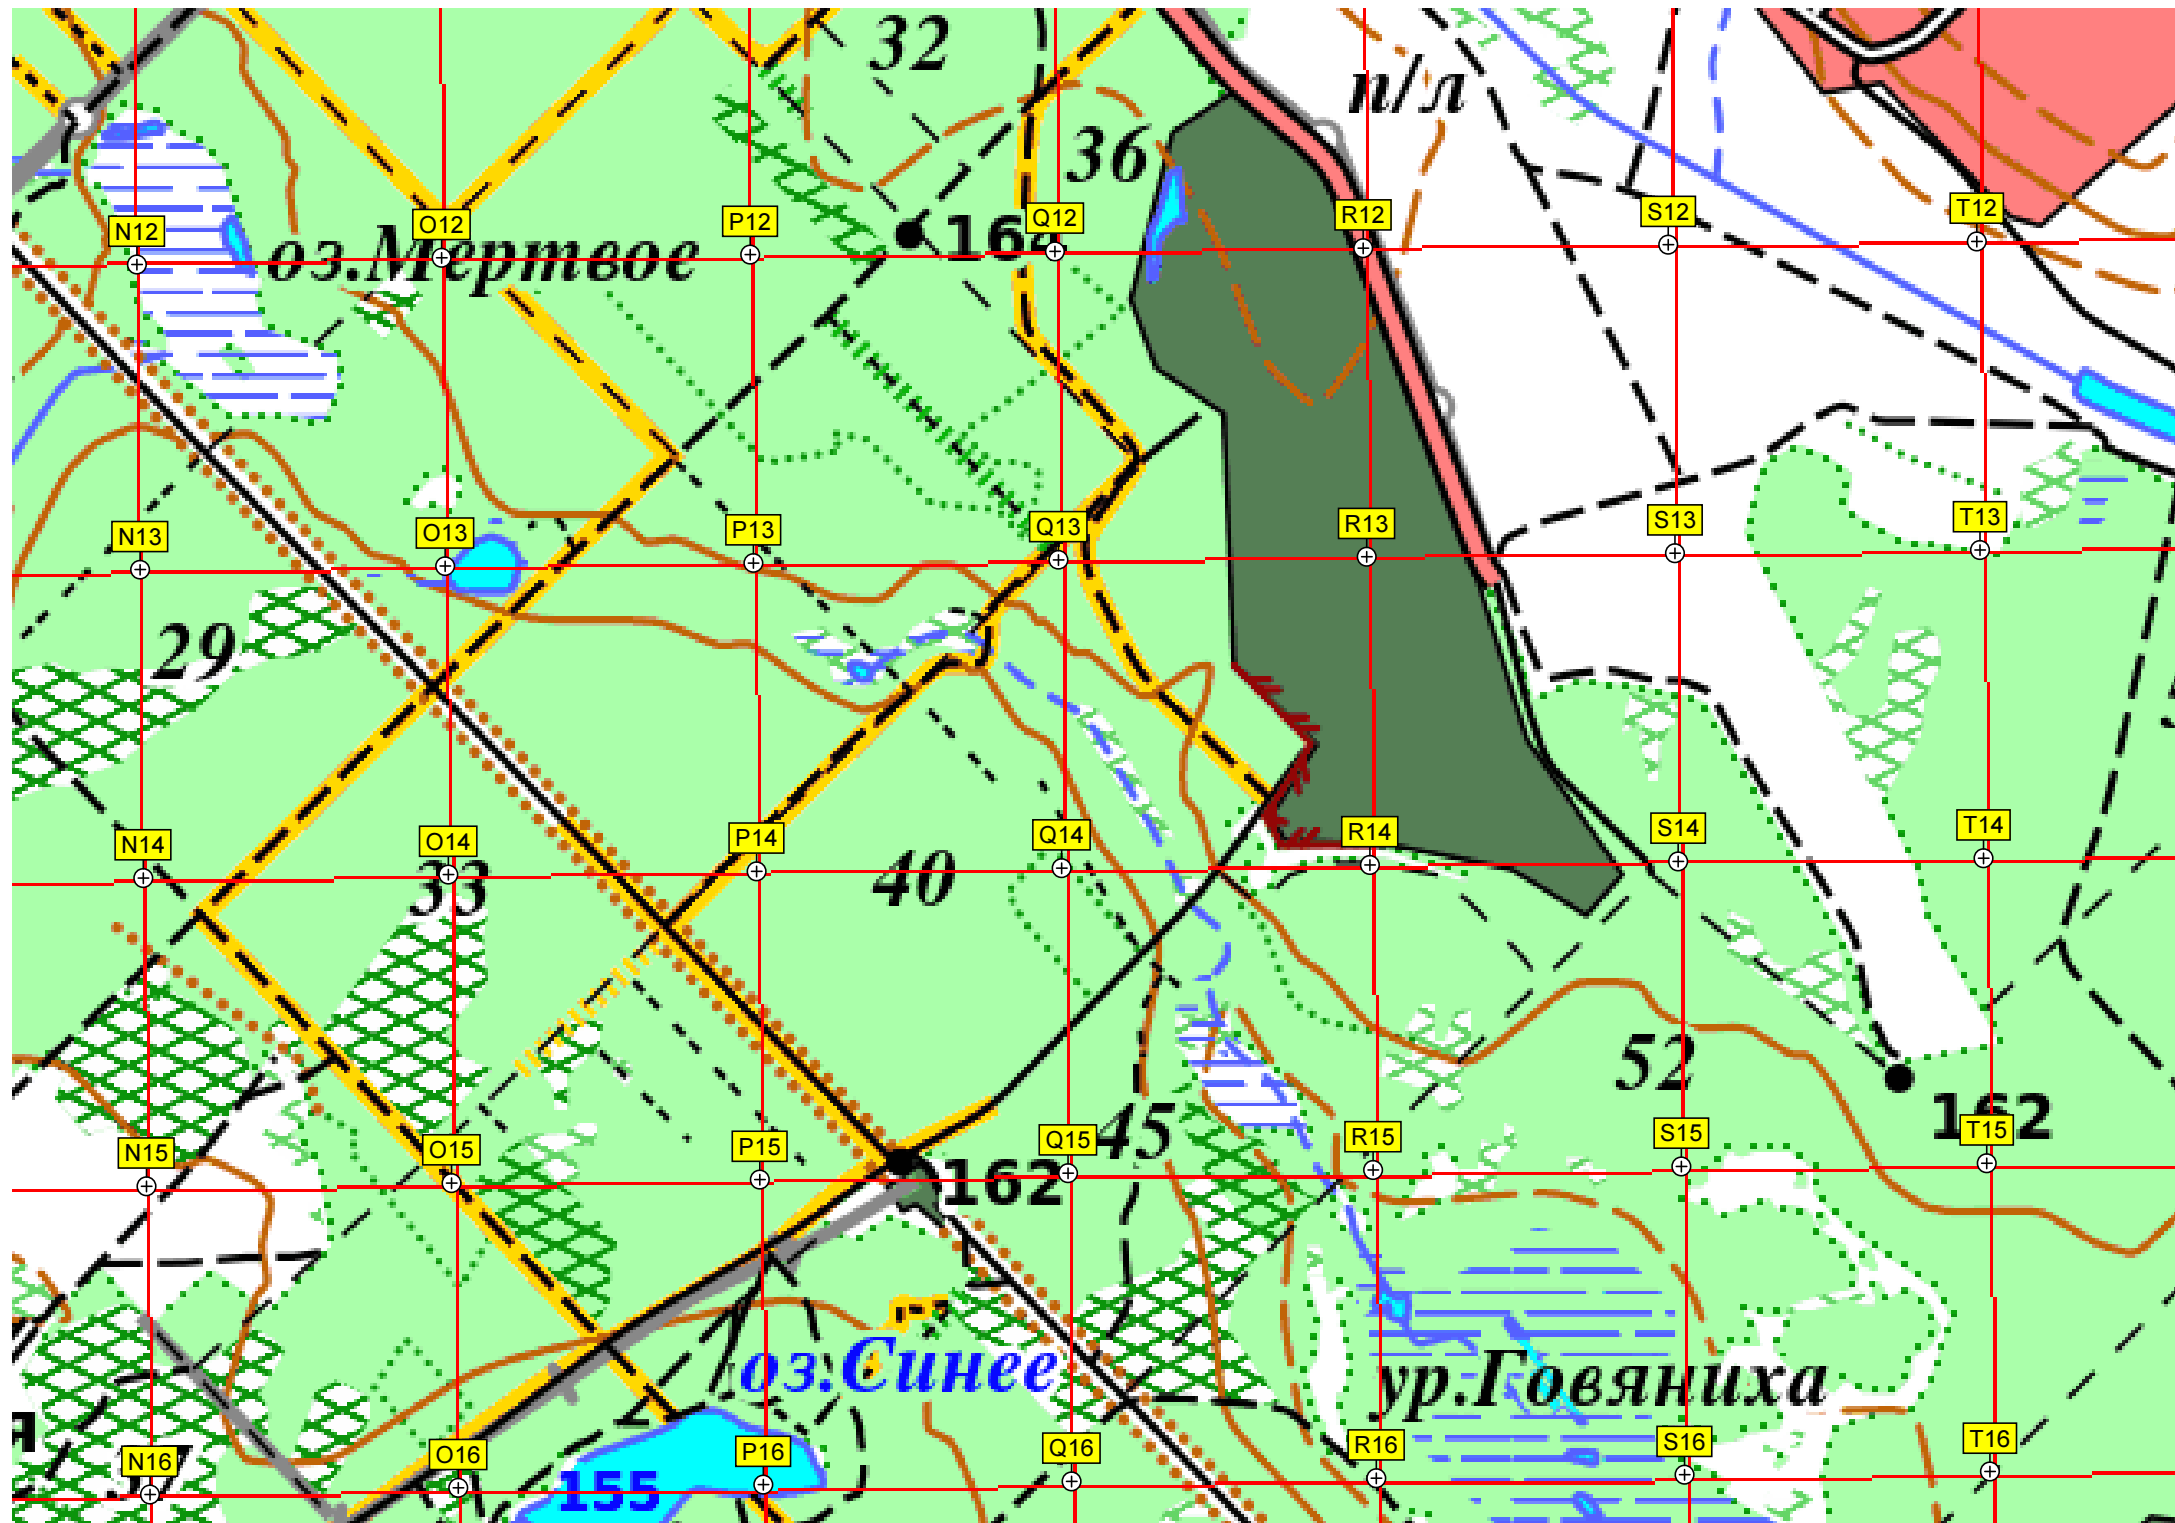 32
п/л
36
N12
O12
P12
164
Q12
R12
S12
T12
оз.Мертвое
N13
O13
P13
Q13
R13
S13
T13
29
N14
O14
P14
Q14
R14
S14
T14
33
40
52
162
45
N15
O15
P15
Q15
R15
S15
T15
162
оз.Синее
ур.Говяниха
я
N16
O16
P16
Q16
R16
S16
T16
155